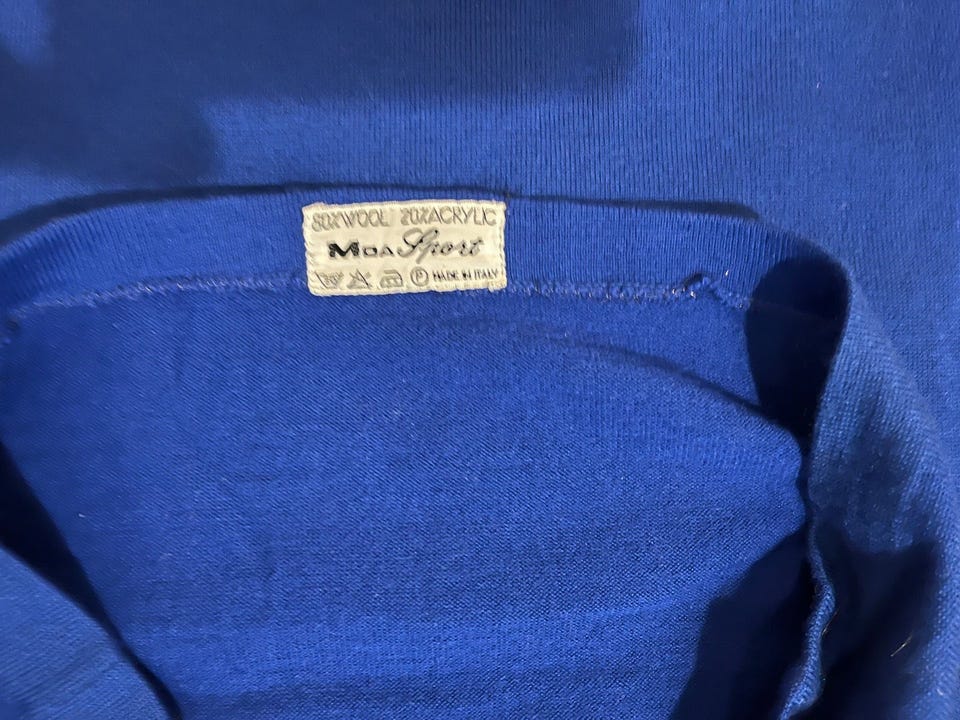 80% WOOL 20% ACRYLIC
MOA Sport
P MADE IN ITALY